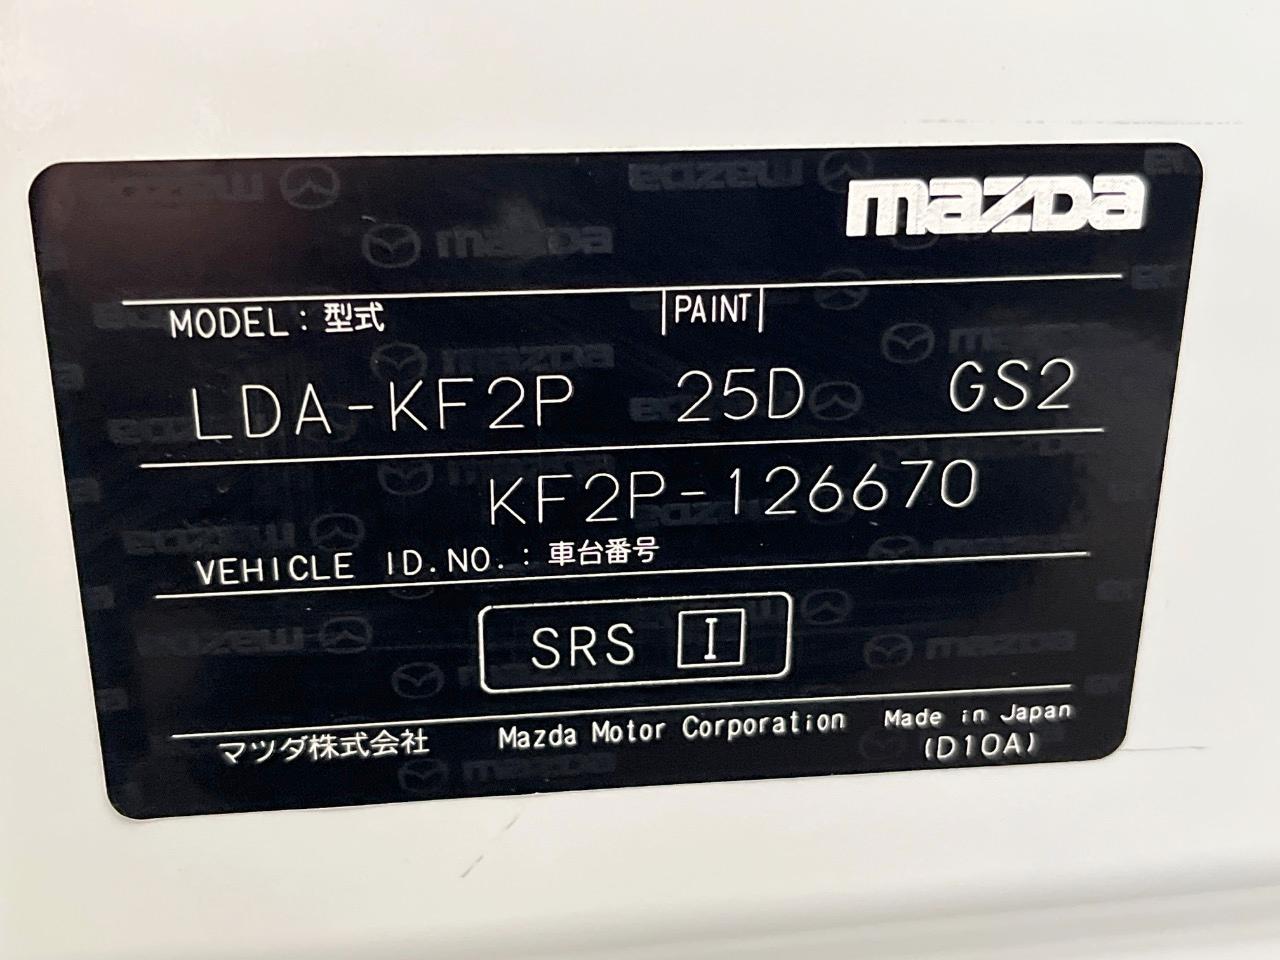 mazda
MODEL:型式 PAINT
LDA-KF2P 25D GS2
KF2P-126670
VEHICLE ID.NO.:車台番号
SRS I
マツダ株式会社 Mazda Motor Corporation Made in Japan
(D10A)